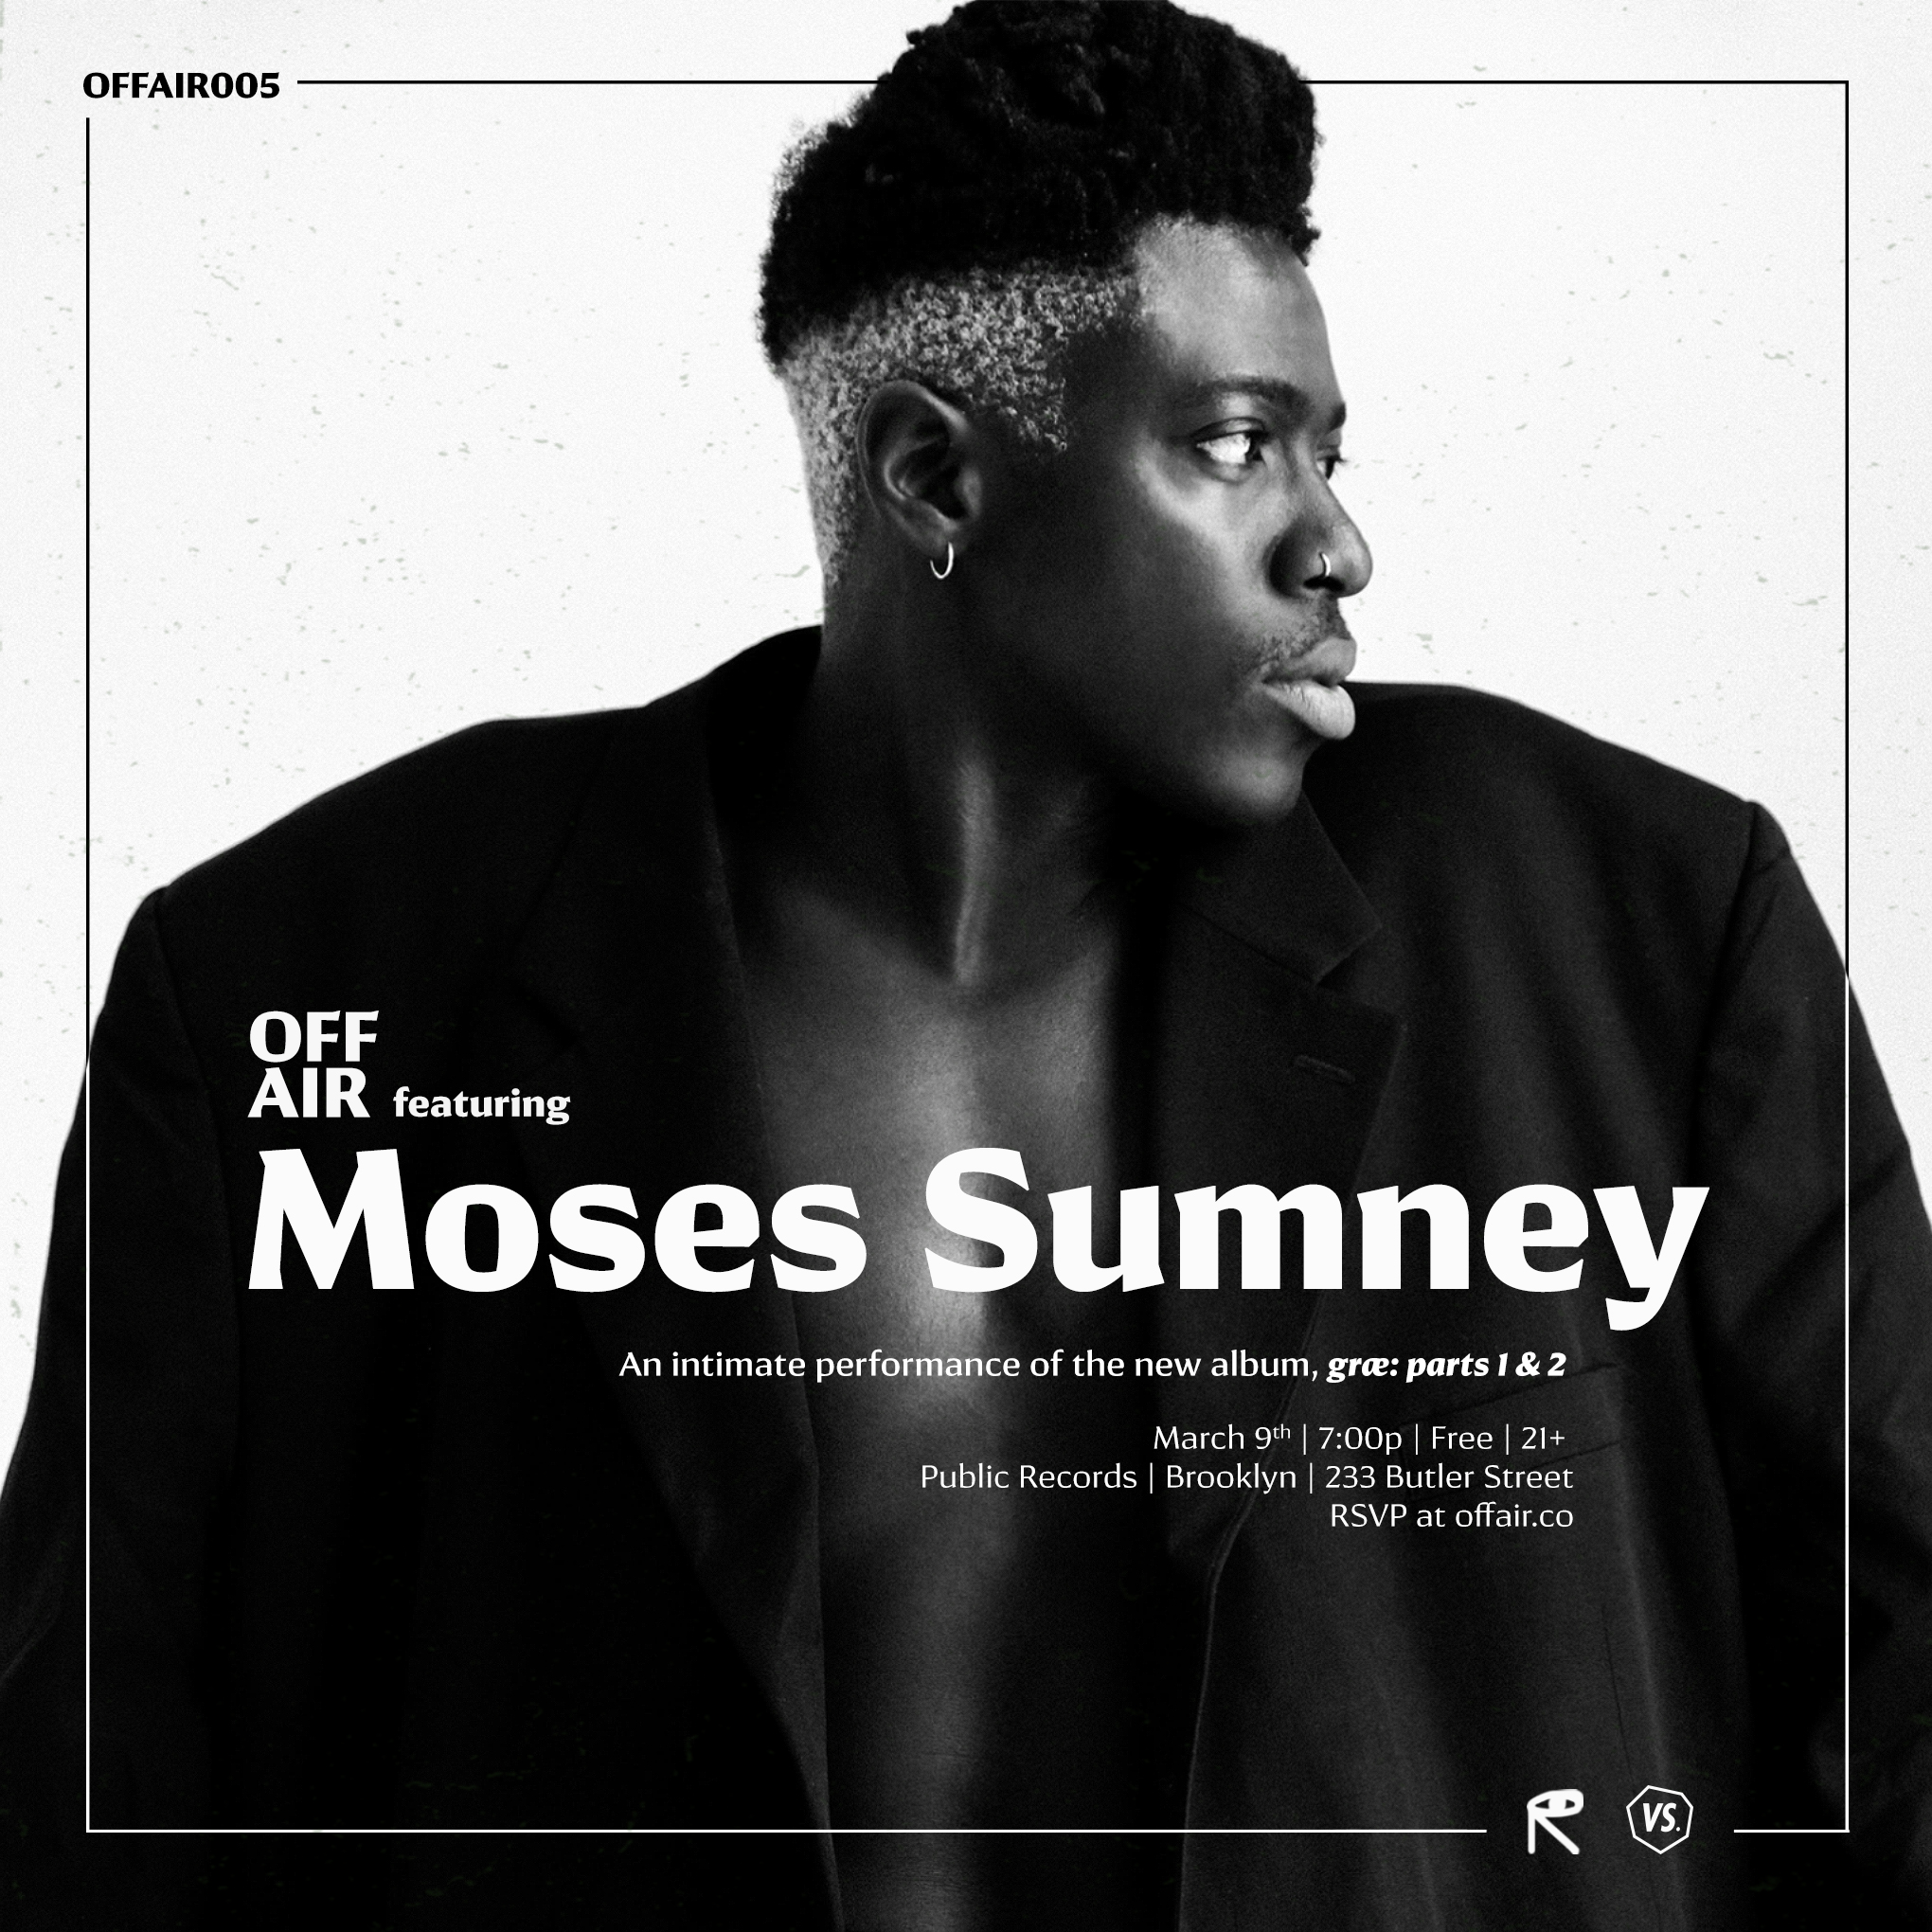 OFFAIR005
OFF
AIR featuring
Moses Sumney
An intimate performance of the new album, græ: parts 1 & 2
March 9th | 7:00p | Free | 21+
Public Records | Brooklyn | 233 Butler Street
RSVP at offair.co
R VS.